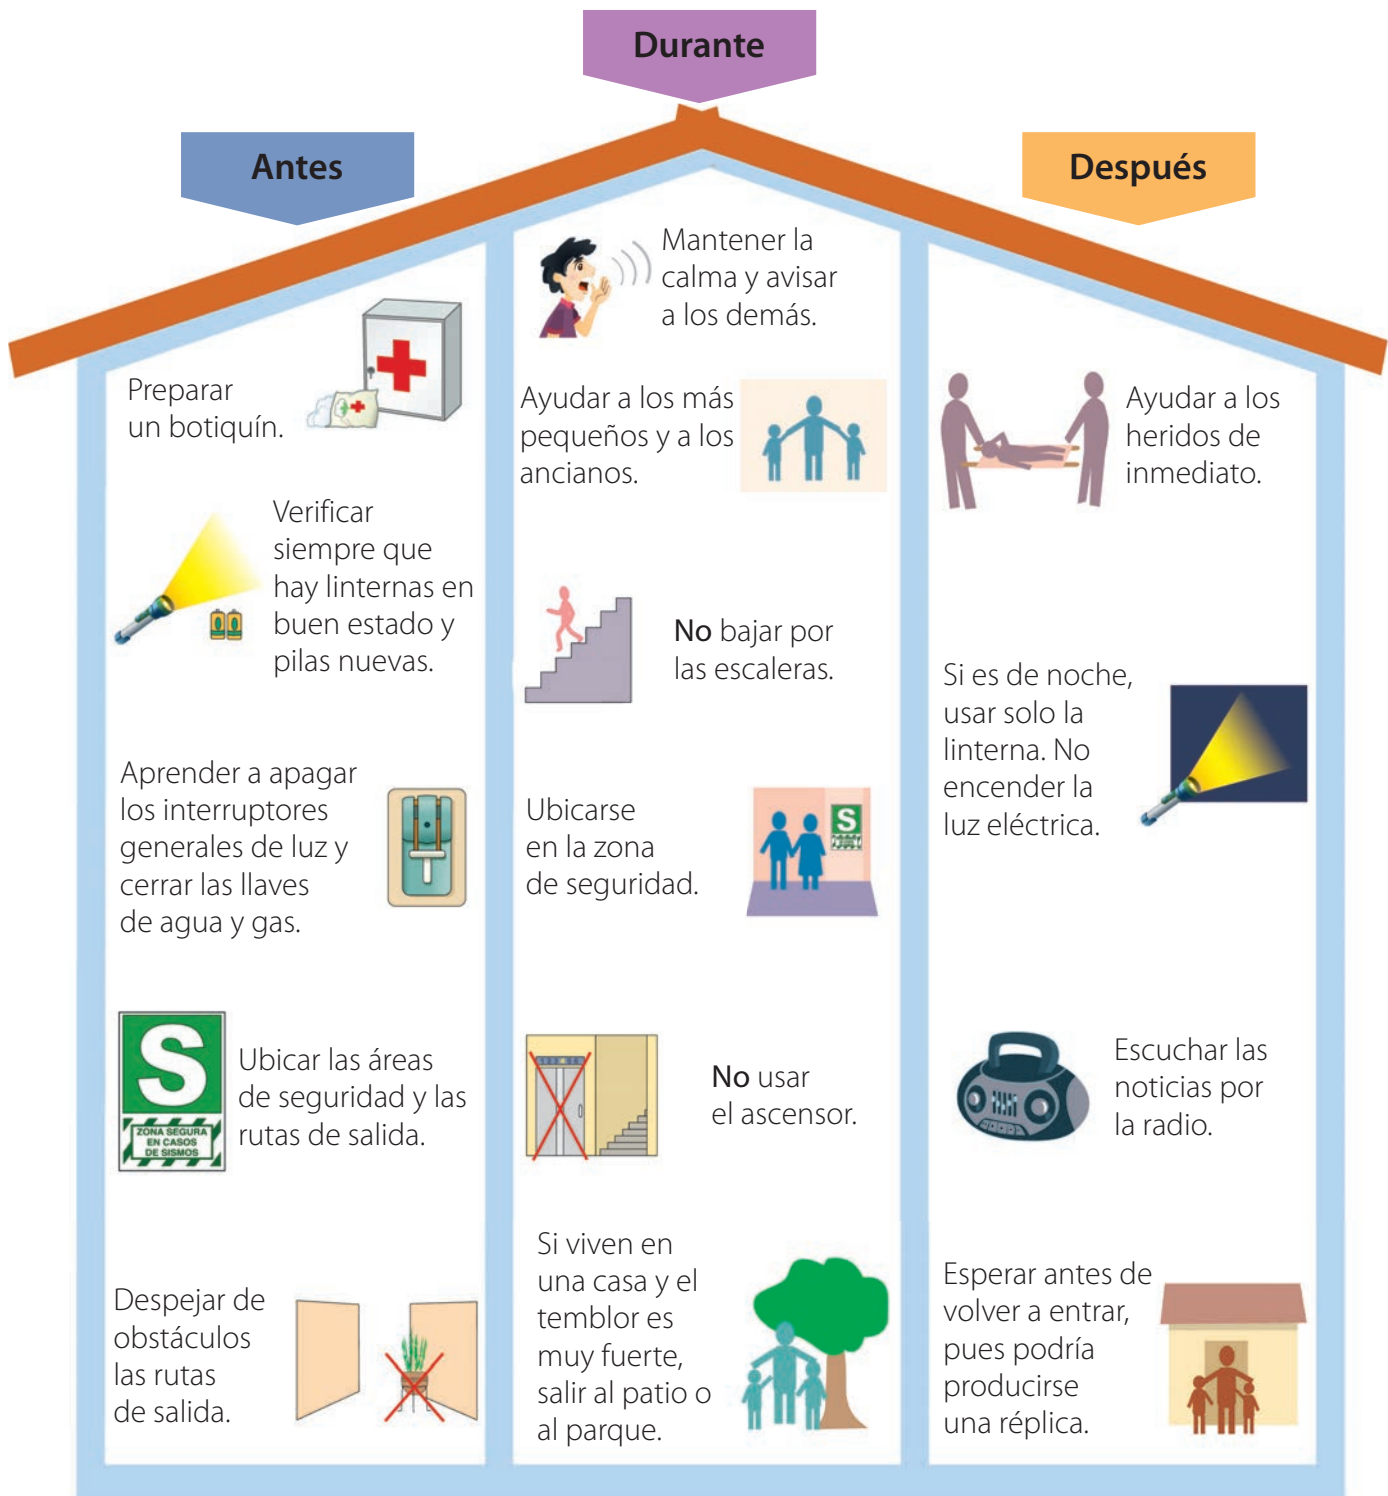 Durante
Antes
Después
Preparar
un botiquín.
Verificar
siempre que
hay linternas en
buen estado y
pilas nuevas.
Aprender a apagar
los interruptores
generales de luz y
cerrar las llaves
de agua y gas.
S
ZONA SEGURA
EN CASOS
DE SISMOS
Ubicar las áreas
de seguridad y las
rutas de salida.
Despejar de
obstáculos
las rutas
de salida.
Mantener la
calma y avisar
a los demás.
Ayudar a los más
pequeños y a los
ancianos.
No bajar por
las escaleras.
Ubicarse
en la zona
de seguridad.
S
No usar
el ascensor.
Si viven en
una casa y el
temblor es
muy fuerte,
salir al patio o
al parque.
Ayudar a los
heridos de
inmediato.
Si es de noche,
usar solo la
linterna. No
encender la
luz eléctrica.
Escuchar las
noticias por
la radio.
Esperar antes de
volver a entrar,
pues podría
producirse
una réplica.